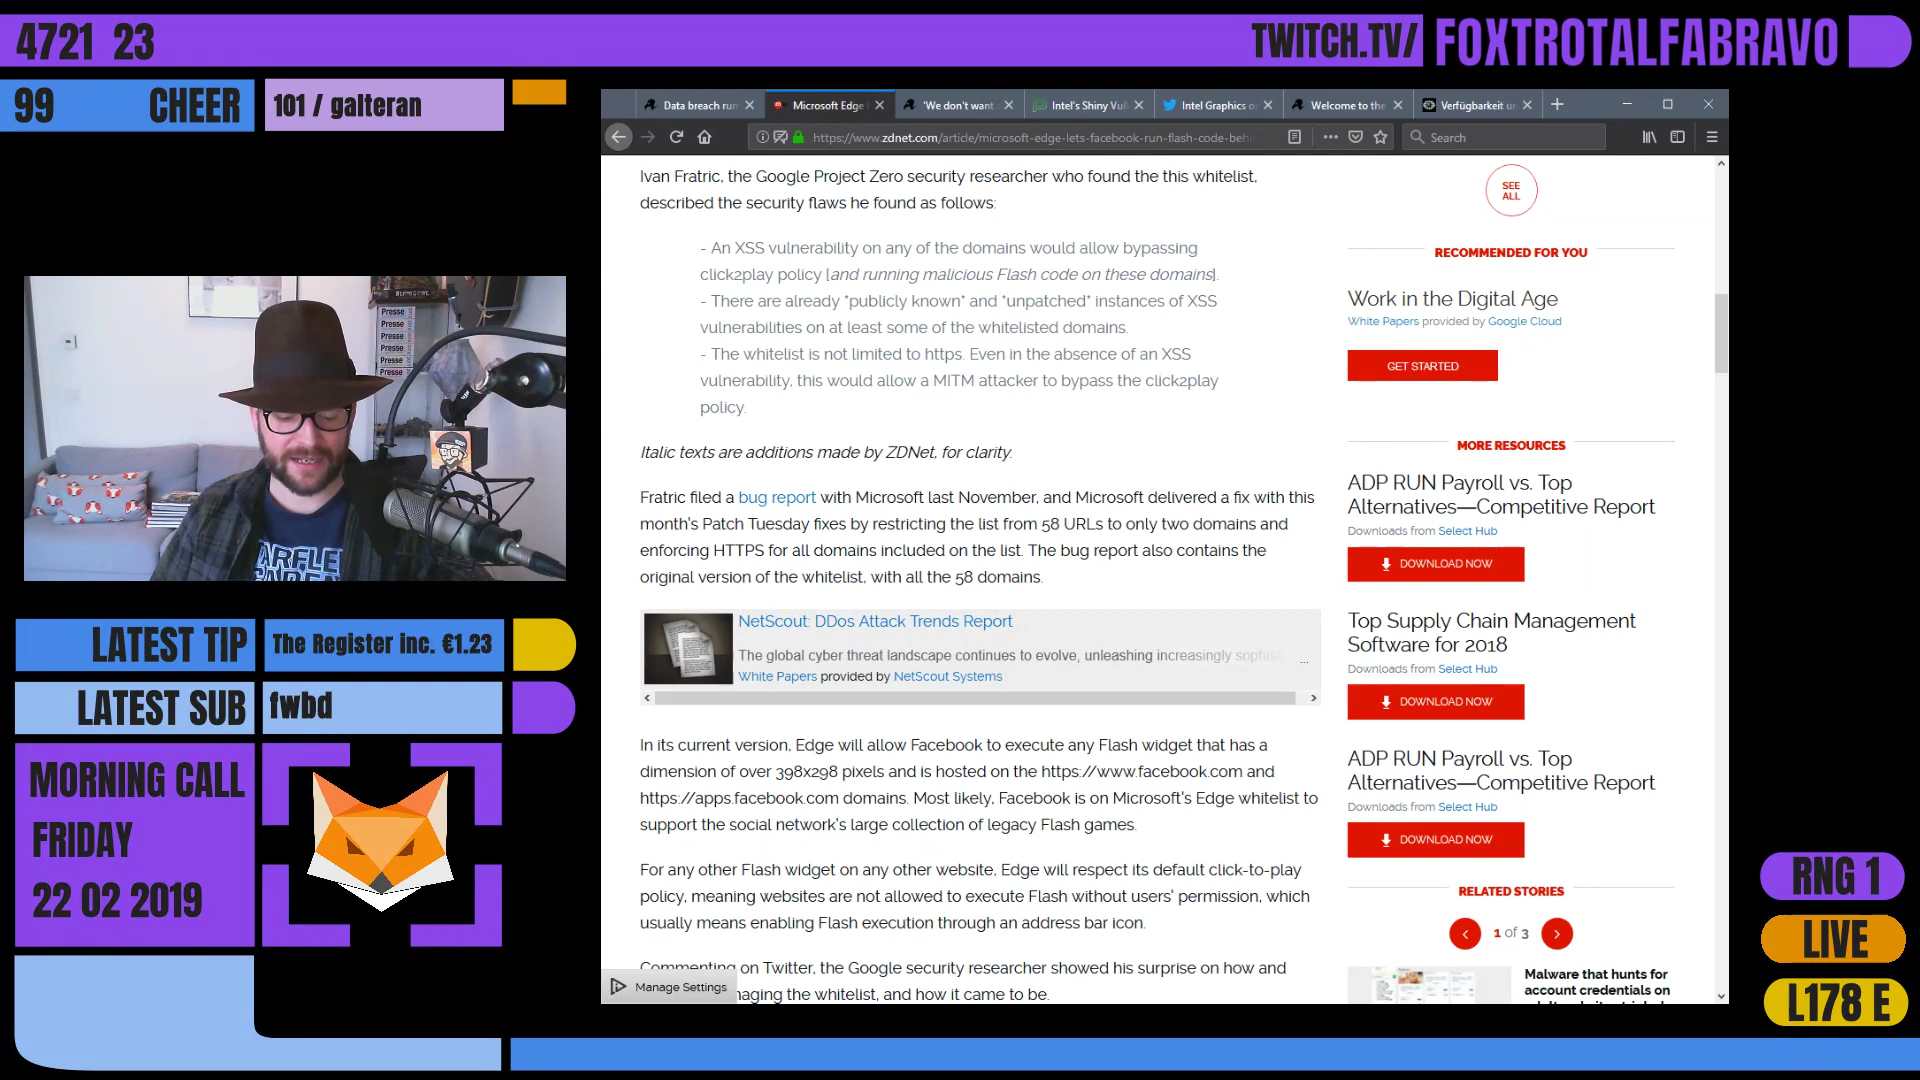 4721 23
TWITCH.TV/ FOXTROTALFABRAVO
99 CHEER
101 / galteran
Data breach run
Microsoft Edge
'We don't want
Intel's Shiny Vul
Intel Graphics o
Welcome to the
Verfügbarkeit u
https://www.zdnet.com/article/microsoft-edge-lets-facebook-run-flash-code-behi
Search
Presse
Presse
Presse
Presse
Presse
Presse
LATEST TIP
The Register inc. €1.23
LATEST SUB
fwbd
MORNING CALL
FRIDAY
22 02 2019
Ivan Fratric, the Google Project Zero security researcher who found the this whitelist,
described the security flaws he found as follows:
- An XSS vulnerability on any of the domains would allow bypassing
click2play policy [and running malicious Flash code on these domains].
- There are already *publicly known* and *unpatched* instances of XSS
vulnerabilities on at least some of the whitelisted domains.
- The whitelist is not limited to https. Even in the absence of an XSS
vulnerability, this would allow a MITM attacker to bypass the click2play
policy.
Italic texts are additions made by ZDNet, for clarity.
Fratric filed a bug report with Microsoft last November, and Microsoft delivered a fix with this
month's Patch Tuesday fixes by restricting the list from 58 URLs to only two domains and
enforcing HTTPS for all domains included on the list. The bug report also contains the
original version of the whitelist, with all the 58 domains.
NetScout: DDos Attack Trends Report
The global cyber threat landscape continues to evolve, unleashing increasingly sophis ...
White Papers provided by NetScout Systems
In its current version, Edge will allow Facebook to execute any Flash widget that has a
dimension of over 398x298 pixels and is hosted on the https://www.facebook.com and
https://apps.facebook.com domains. Most likely, Facebook is on Microsoft's Edge whitelist to
support the social network's large collection of legacy Flash games.
For any other Flash widget on any other website, Edge will respect its default click-to-play
policy, meaning websites are not allowed to execute Flash without users' permission, which
usually means enabling Flash execution through an address bar icon.
Commenting on Twitter, the Google security researcher showed his surprise on how and
naging the whitelist, and how it came to be.
Manage Settings
SEE
ALL
RECOMMENDED FOR YOU
Work in the Digital Age
White Papers provided by Google Cloud
GET STARTED
MORE RESOURCES
ADP RUN Payroll vs. Top
Alternatives—Competitive Report
Downloads from Select Hub
DOWNLOAD NOW
Top Supply Chain Management
Software for 2018
Downloads from Select Hub
DOWNLOAD NOW
ADP RUN Payroll vs. Top
Alternatives—Competitive Report
Downloads from Select Hub
DOWNLOAD NOW
RELATED STORIES
1 of 3
Malware that hunts for
account credentials on
RNG 1
LIVE
L178 E